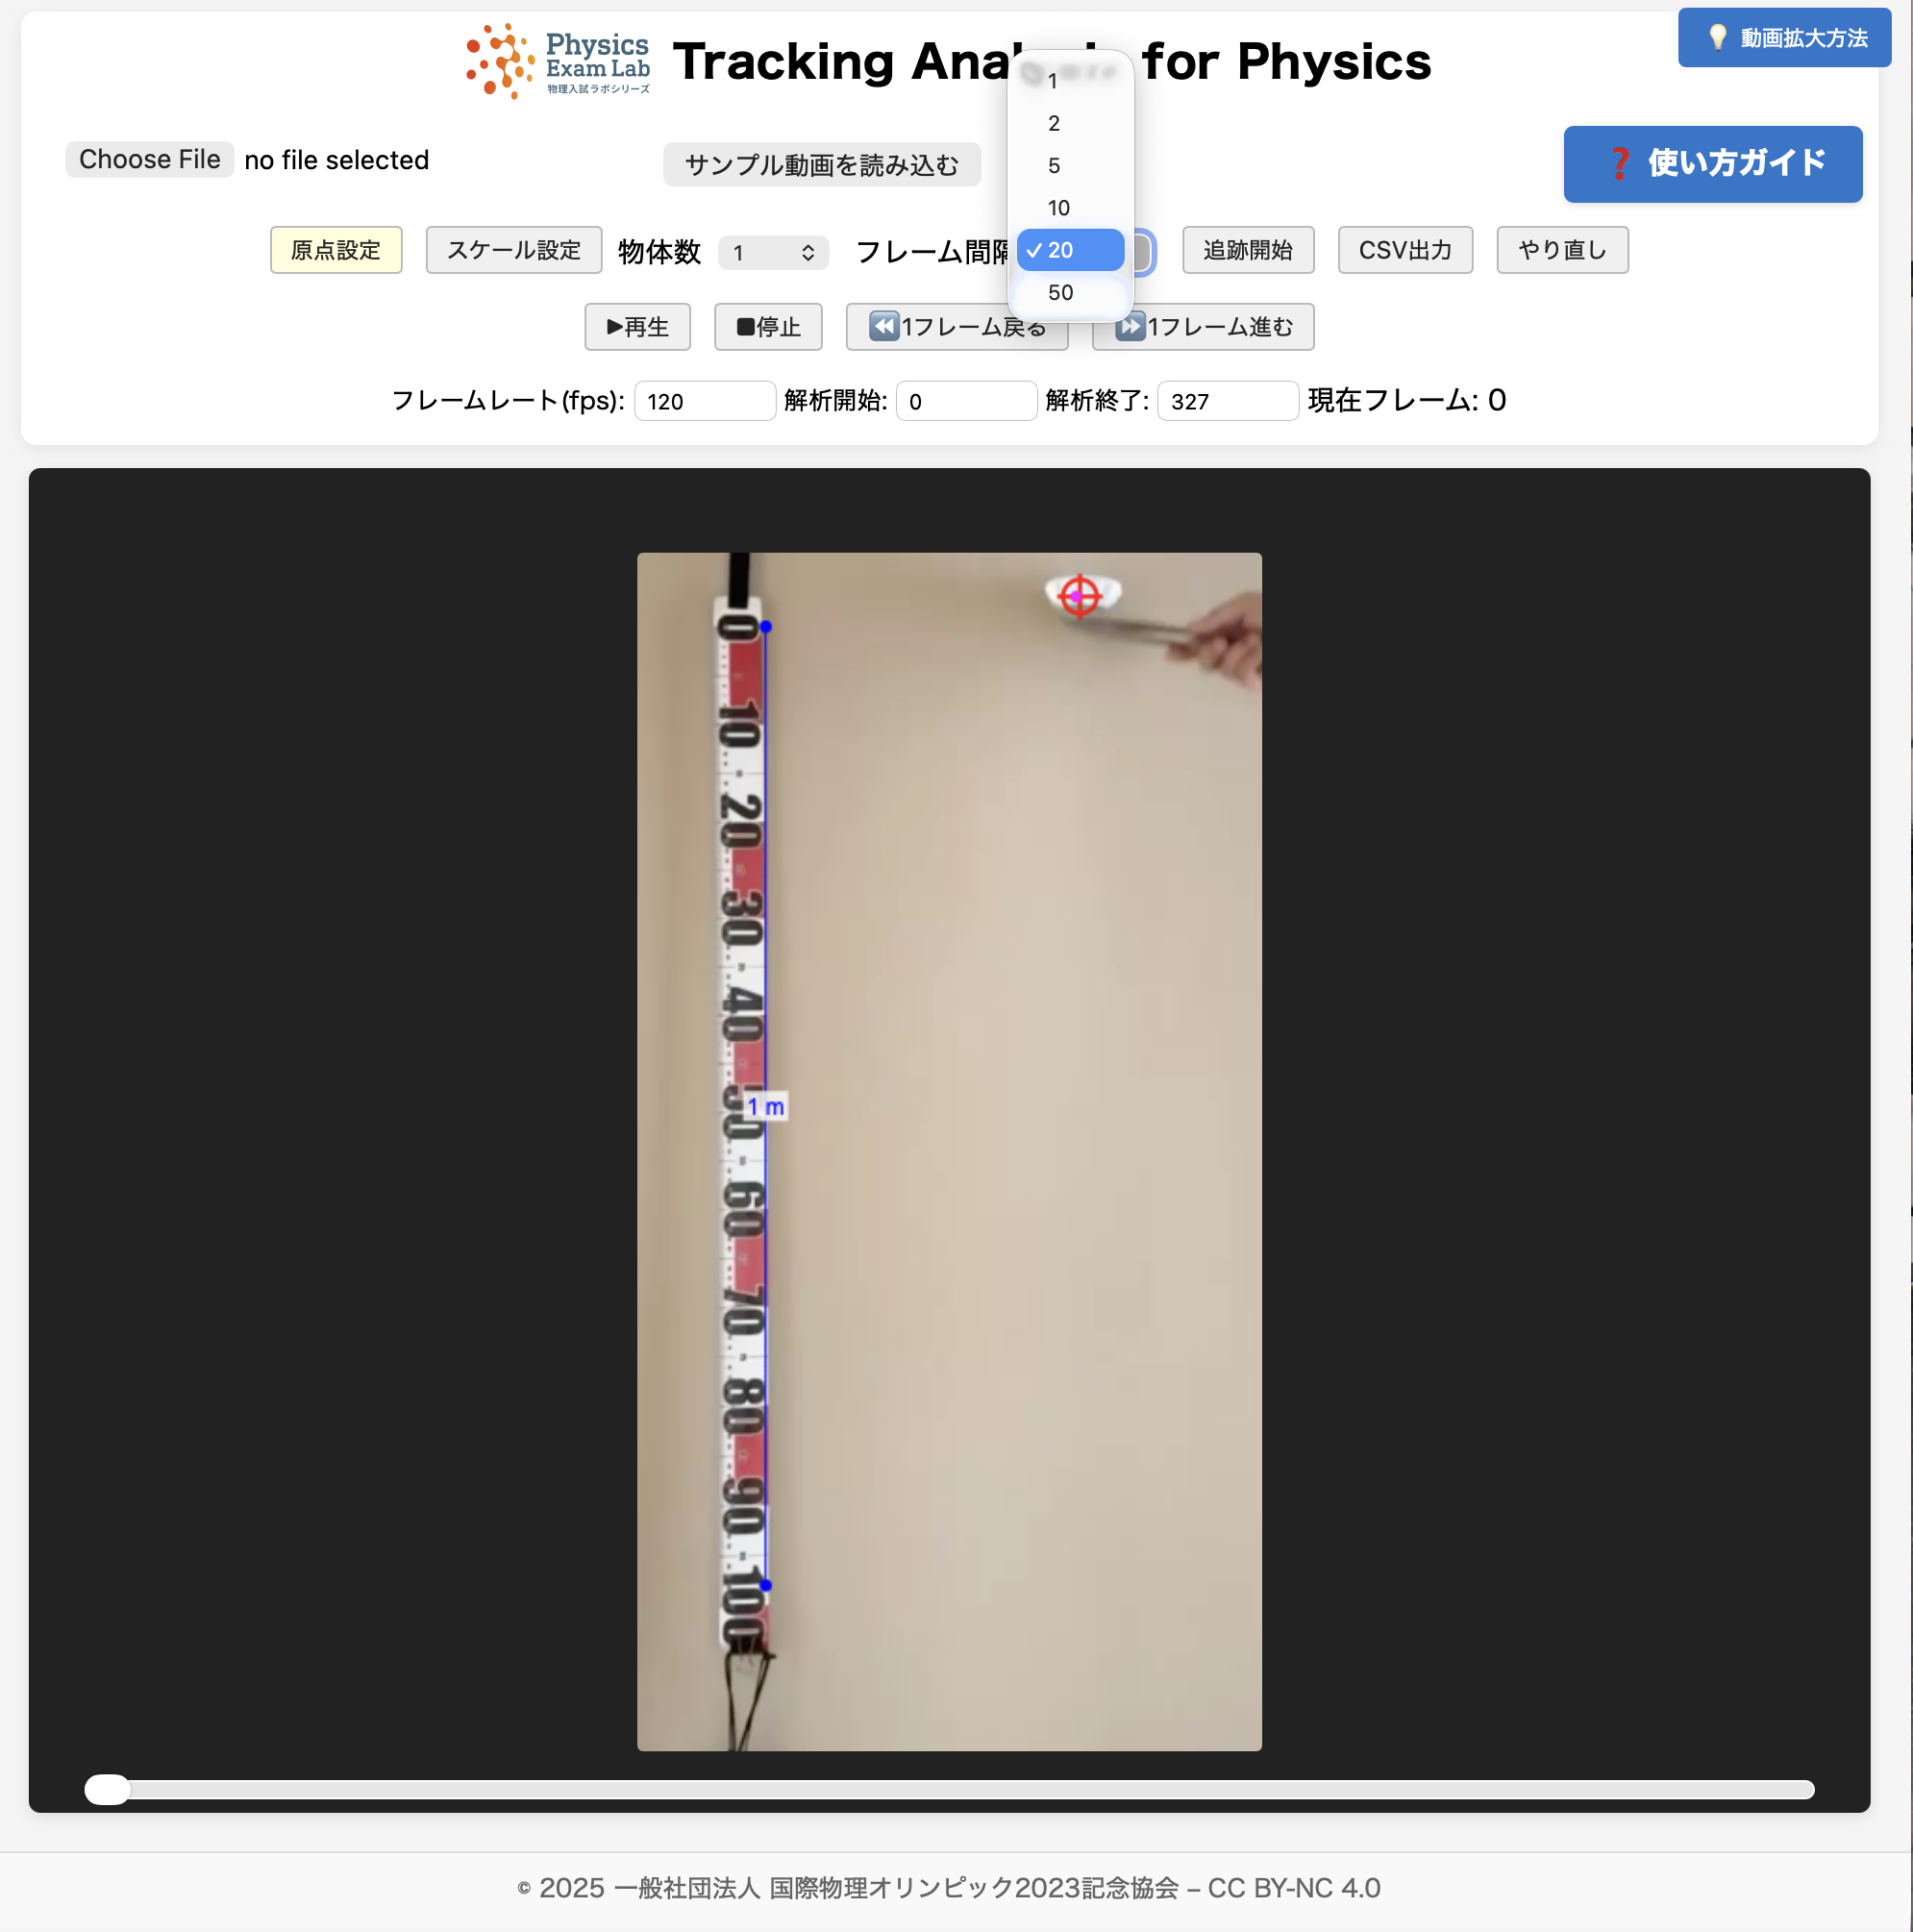 Physics
Exam Lab
物理入試ラボシリーズ
Tracking Ana for Physics
💡 動画拡大方法
Choose File no file selected
サンプル動画を読み込む
❓ 使い方ガイド
1
2
5
10
✓ 20
50
原点設定
スケール設定
物体数 1
フレーム間隔
追跡開始
CSV出力
やり直し
▶再生
■停止
⏪1フレーム戻る
⏩1フレーム進む
フレームレート(fps): 120 解析開始: 0 解析終了: 327 現在フレーム: 0
0
10
20
30
40
50
1 m
60
70
80
90
100
© 2025 一般社団法人 国際物理オリンピック2023記念協会 – CC BY-NC 4.0